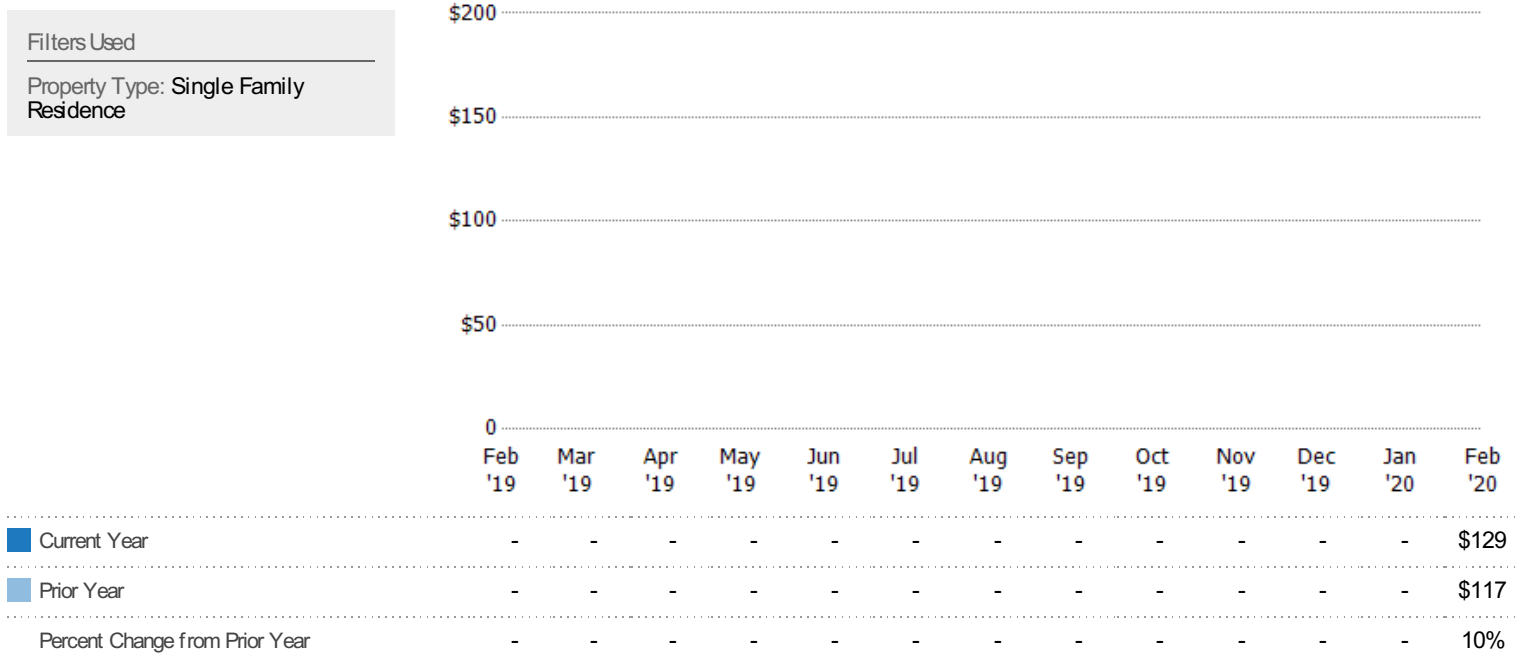 Filters Used
Property Type: Single Family
Residence
$200
$150
$100
$50
0
Feb Mar Apr May Jun Jul Aug Sep Oct Nov Dec Jan Feb
'19 '19 '19 '19 '19 '19 '19 '19 '19 '19 '19 '20 '20
Current Year - - - - - - - - - - - - $129
Prior Year - - - - - - - - - - - - $117
Percent Change from Prior Year - - - - - - - - - - - - 10%